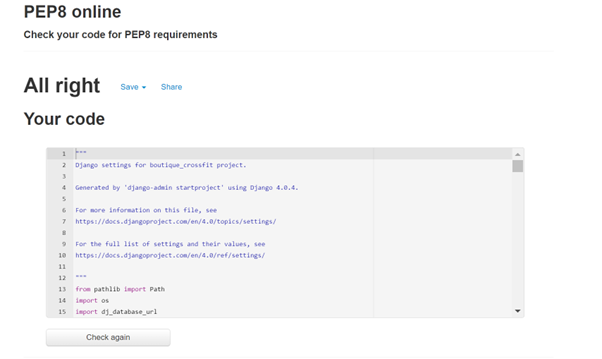 PEP8 online
Check your code for PEP8 requirements
All right Save Share
Your code
1 """
2 Django settings for boutique_crossfit project.
3
4 Generated by 'django-admin startproject' using Django 4.0.4.
5
6 For more information on this file, see
7 https://docs.djangoproject.com/en/4.0/topics/settings/
8
9 For the full list of settings and their values, see
10 https://docs.djangoproject.com/en/4.0/ref/settings/
11
12 """
13 from pathlib import Path
14 import os
15 import dj_database_url
Check again